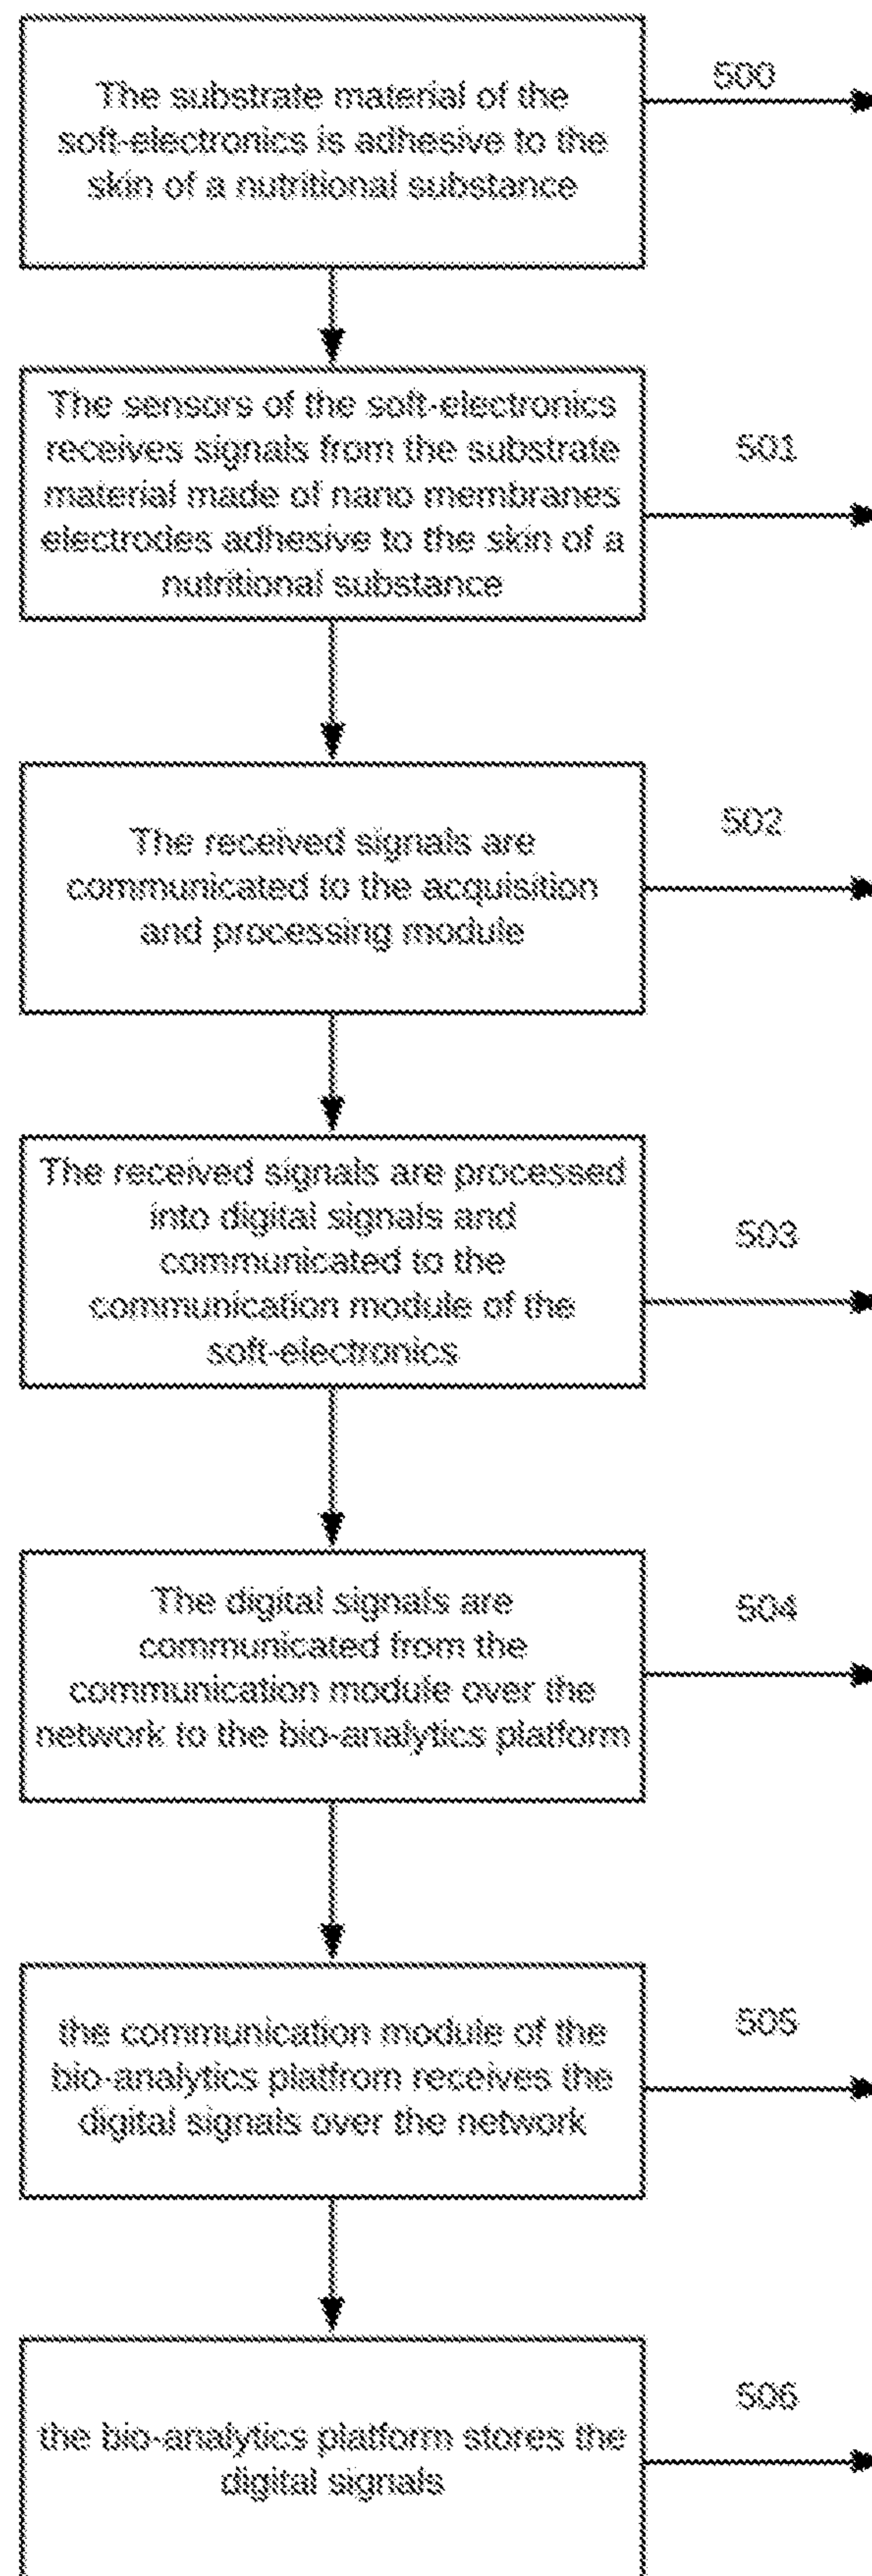 The substrate material of the
soft-electronics is adhesive to the
skin of a nutritional substance
500
The sensors of the soft-electronics
receives signals from the substrate
material made of nano membranes
electrodes adhesive to the skin of a
nutritional substance
501
The received signals are
communicated to the acquisition
and processing module
502
The received signals are processed
into digital signals and
communicated to the
communication module of the
soft-electronics
503
The digital signals are
communicated from the
communication module over the
network to the bio-analytics platform
504
the communication module of the
bio-analytics platfrom receives the
digital signals over the network
505
the bio-analytics platform stores the
digital signals
506